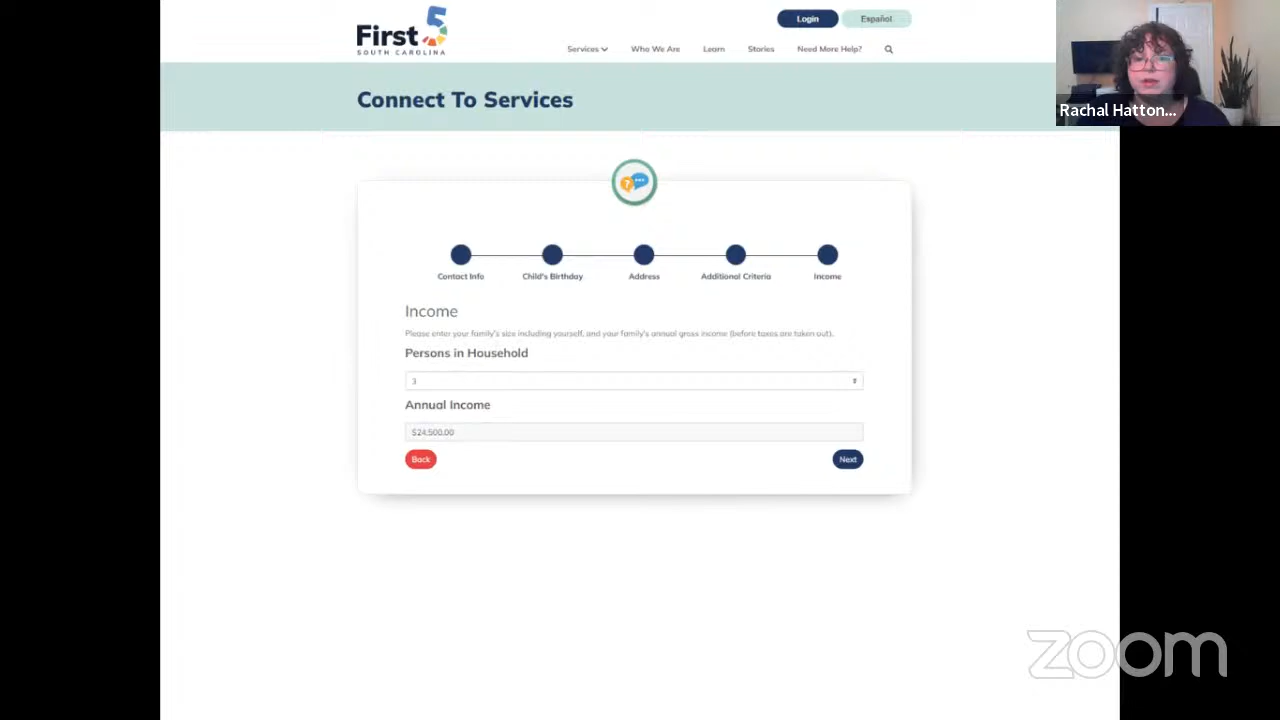 First 5
SOUTH CAROLINA
Login
Español
Services
Who We Are
Learn
Stories
Need More Help?
Rachal Hatton...
Connect To Services
?
Contact Info
Child's Birthday
Address
Additional Criteria
Income
Income
Please enter your family's size including yourself, and your family's annual gross income (before taxes are taken out).
Persons in Household
3
Annual Income
$24,500.00
Back
Next
zoom